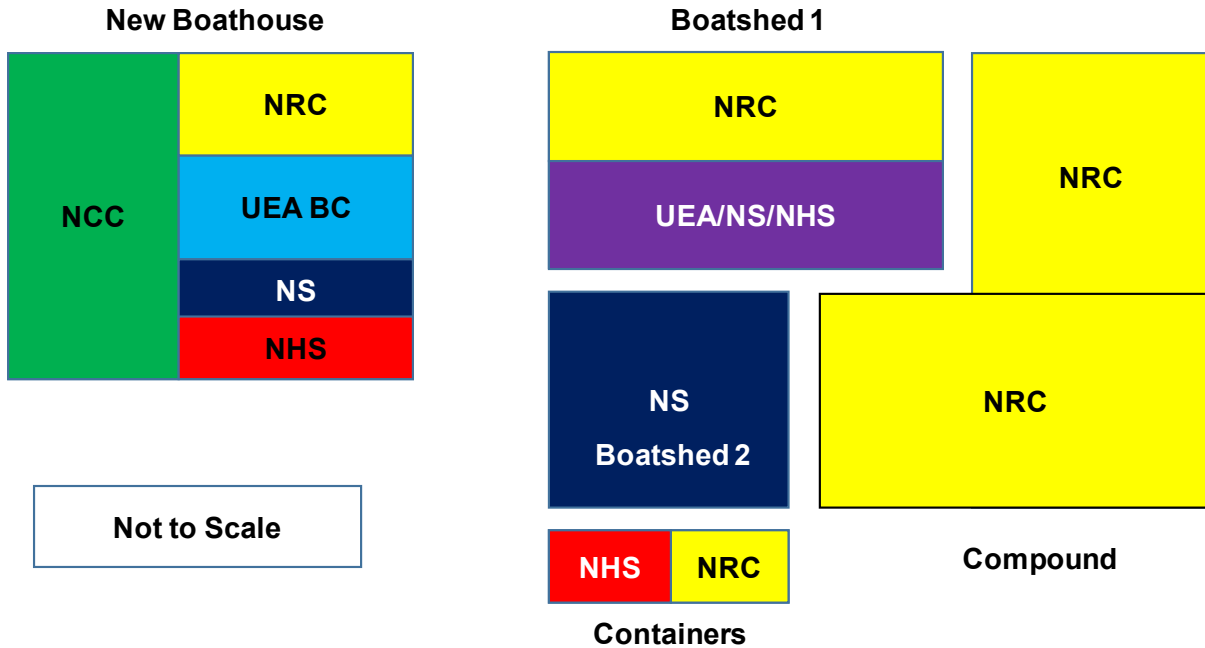 New Boathouse
NCC
NRC
UEA BC
NS
NHS
Not to Scale
Boatshed 1
NRC
UEA/NS/NHS
NRC
NS
Boatshed 2
NRC
NHS
NRC
Containers
Compound